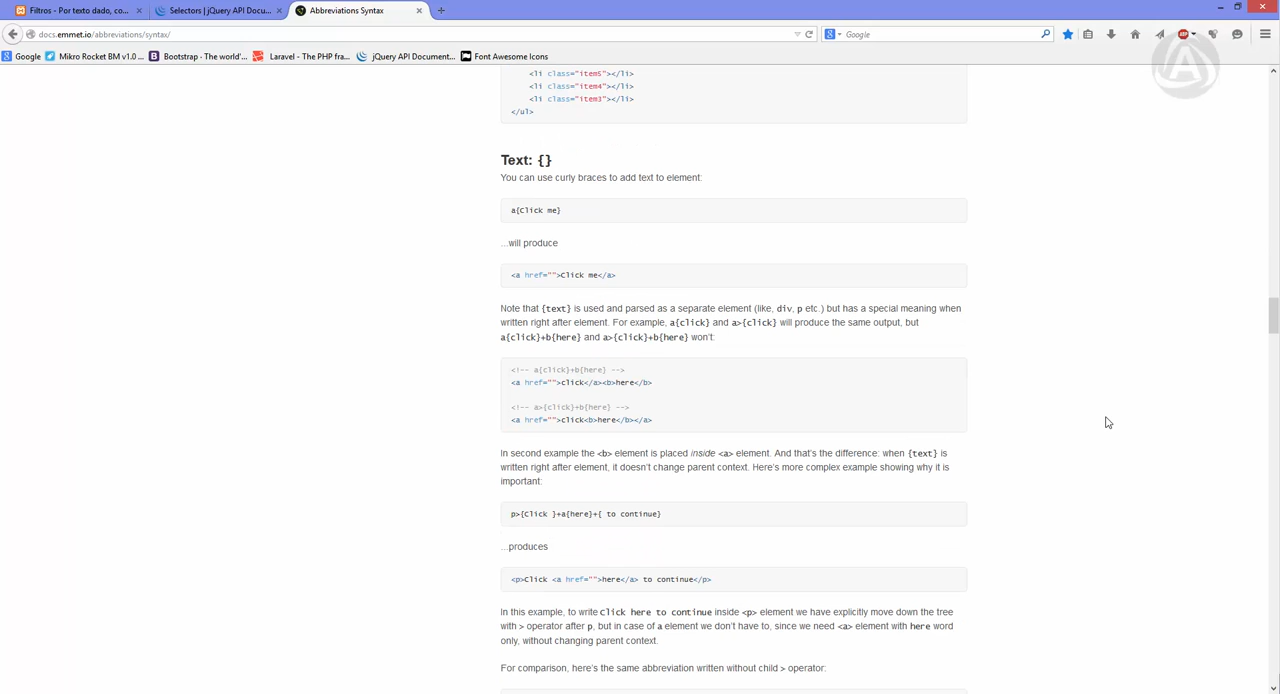 Filtros - Por texto dado, co...
Selectors | jQuery API Docu...
Abbreviations Syntax
docs.emmet.io/abbreviations/syntax/
Google
Google
Mikro Rocket BM v1.0 ...
Bootstrap · The world'...
Laravel - The PHP fra...
jQuery API Document...
Font Awesome Icons
<li class="item5"></li>
<li class="item4"></li>
<li class="item3"></li>
</ul>
Text: {}
You can use curly braces to add text to element:
a{Click me}
...will produce
<a href="">Click me</a>
Note that {text} is used and parsed as a separate element (like, div, p etc.) but has a special meaning when
written right after element. For example, a{click} and a>{click} will produce the same output, but
a{click}+b{here} and a>{click}+b{here} won't:
<!-- a{click}+b{here} -->
<a href="">click</a><b>here</b>
<!-- a>{click}+b{here} -->
<a href="">click<b>here</b></a>
In second example the <b> element is placed inside <a> element. And that's the difference: when {text} is
written right after element, it doesn't change parent context. Here's more complex example showing why it is
important:
p>{Click }+a{here}+{ to continue}
...produces
<p>Click <a href="">here</a> to continue</p>
In this example, to write Click here to continue inside <p> element we have explicitly move down the tree
with > operator after p, but in case of a element we don't have to, since we need <a> element with here word
only, without changing parent context.
For comparison, here's the same abbreviation written without child > operator: